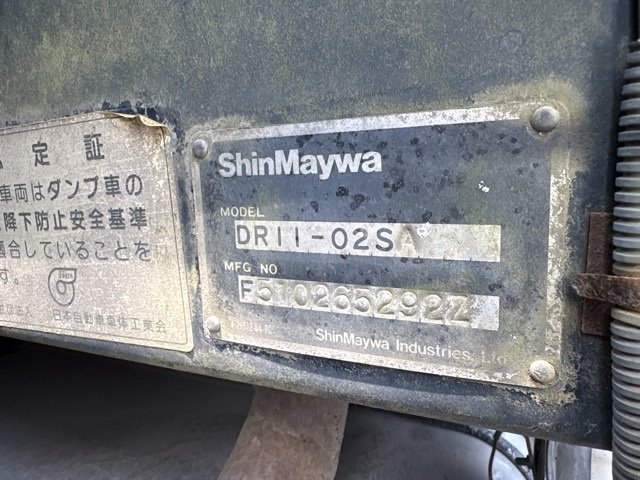 定証
車両はダンプ車の
降下防止安全基準
適合していることを
す。
日本自動車車体工業会
ShinMaywa
MODEL
DR11-02SA
MFG NO
F5102652922
ShinMaywa Industries, Ltd.